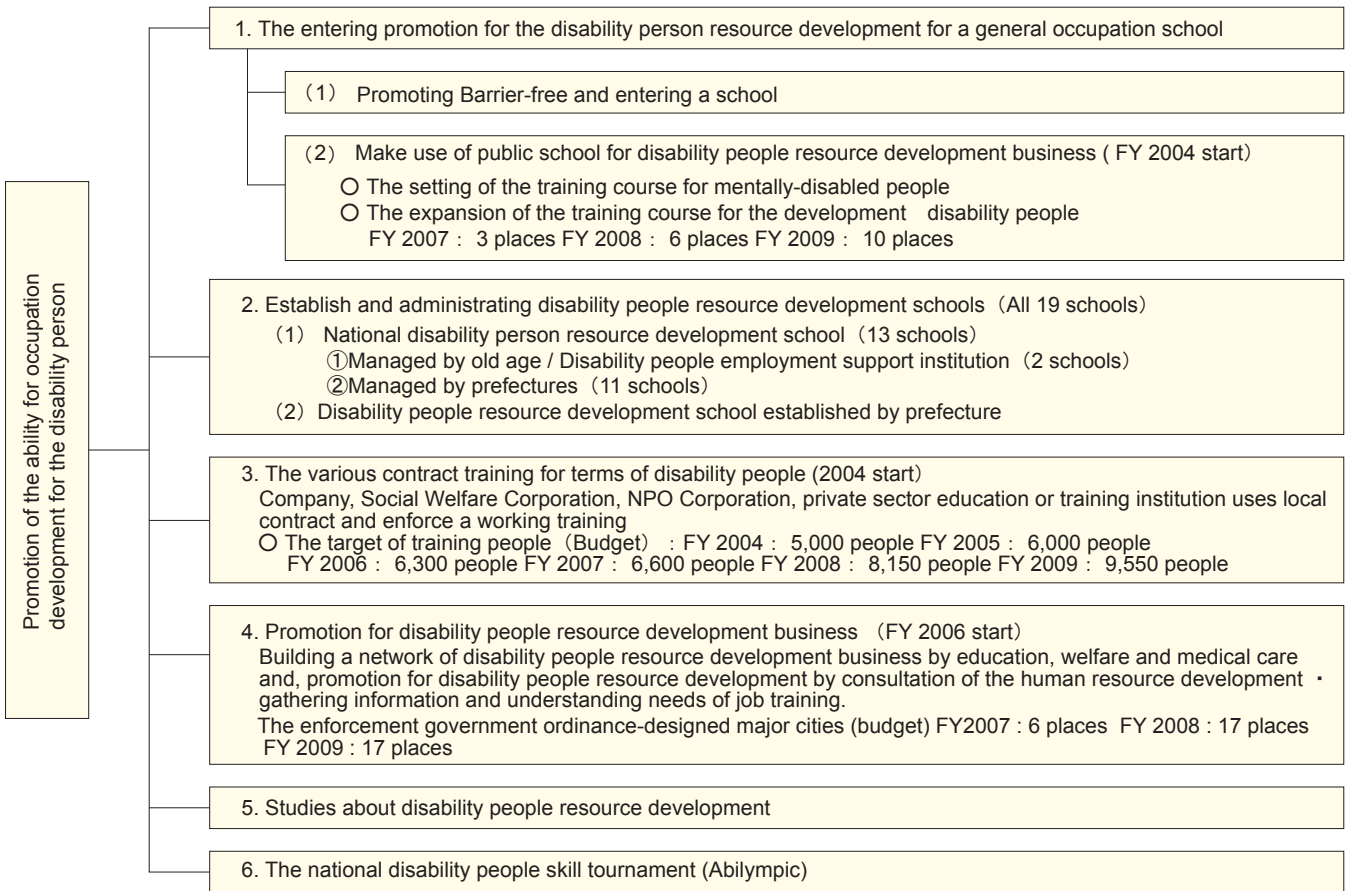 Promotion of the ability for occupation
development for the disability person
1. The entering promotion for the disability person resource development for a general occupation school
（1） Promoting Barrier-free and entering a school
（2） Make use of public school for disability people resource development business ( FY 2004 start）
○ The setting of the training course for mentally-disabled people
○ The expansion of the training course for the development　disability people
FY 2007： 3 places FY 2008： 6 places FY 2009： 10 places
2. Establish and administrating disability people resource development schools（All 19 schools）
（1） National disability person resource development school（13 schools）
①Managed by old age / Disability people employment support institution（2 schools）
②Managed by prefectures（11 schools）
（2）Disability people resource development school established by prefecture
3. The various contract training for terms of disability people (2004 start）
Company, Social Welfare Corporation, NPO Corporation, private sector education or training institution uses local
contract and enforce a working training
○ The target of training people（Budget）：FY 2004： 5,000 people FY 2005： 6,000 people
FY 2006： 6,300 people FY 2007： 6,600 people FY 2008： 8,150 people FY 2009： 9,550 people
4. Promotion for disability people resource development business （FY 2006 start）
Building a network of disability people resource development business by education, welfare and medical care
and, promotion for disability people resource development by consultation of the human resource development ・
gathering information and understanding needs of job training.
The enforcement government ordinance-designed major cities (budget) FY2007 : 6 places FY 2008 : 17 places
FY 2009 : 17 places
5. Studies about disability people resource development
6. The national disability people skill tournament (Abilympic)